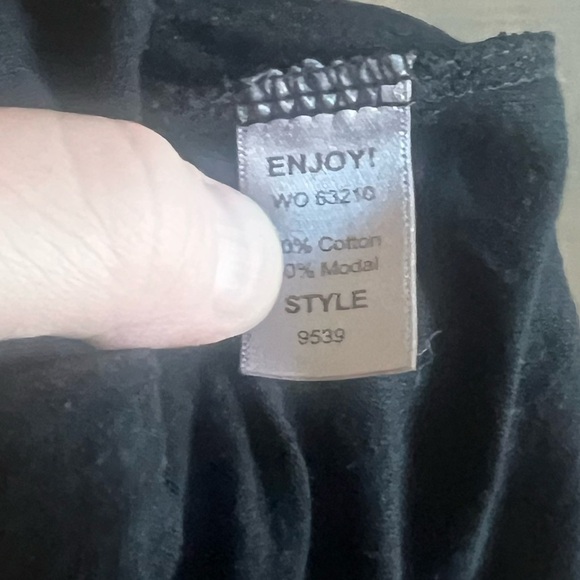 ENJOY!
WO 63210
0% Cotton
0% Modal
STYLE
9539